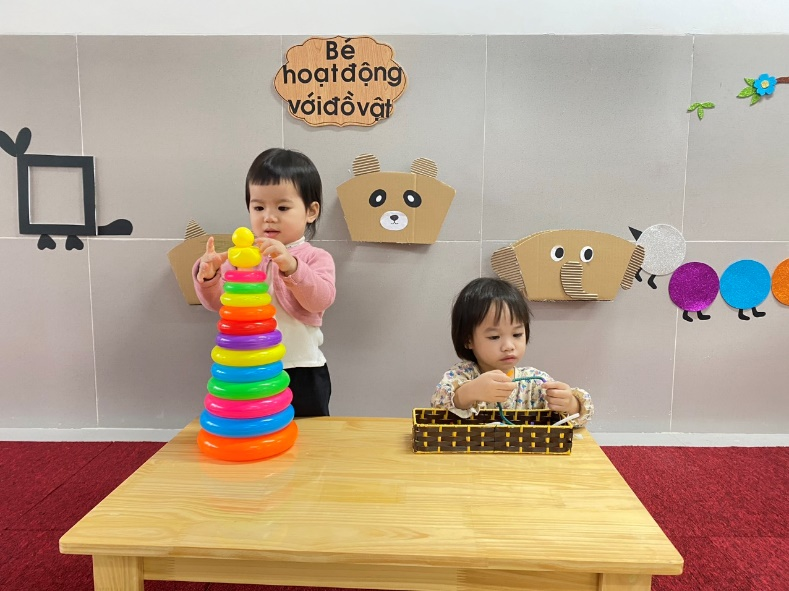 Bé
hoạt động
với đồ vật